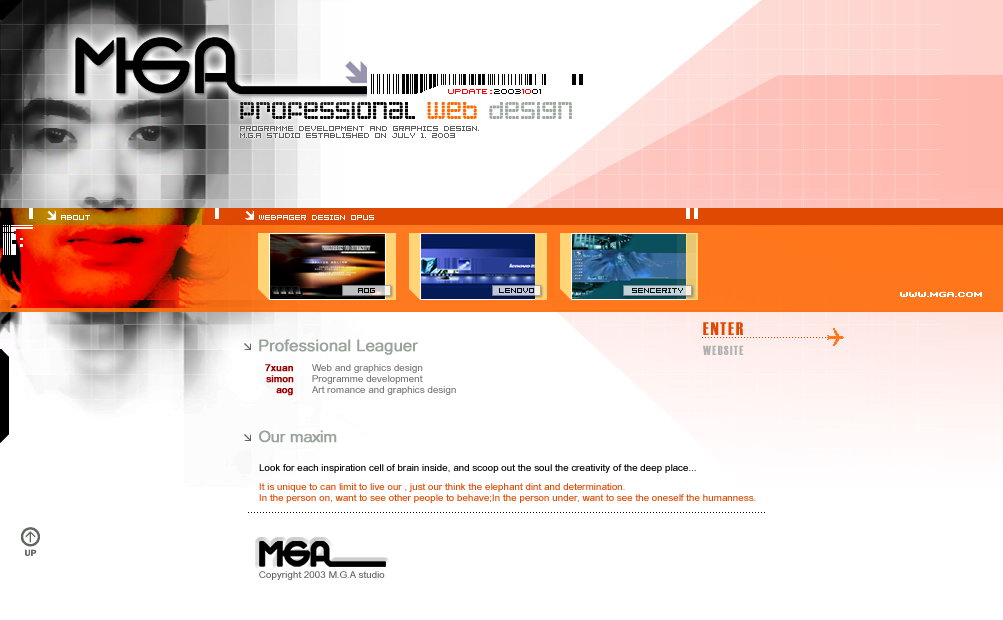 MGA
UPDATE:20031001
PROFESSIONAL WEB DESIGN
PROGRAMME DEVELOPMENT AND GRAPHICS DESIGN.
M.G.A STUDIO ESTABLISHED ON JULY 1. 2003
ABOUT
WEBPAGER DESIGN OPUS
AOG
LENOVO
SENCERITY
WWW.MGA.COM
ENTER
WEBSITE
Professional Leaguer
7xuan Web and graphics design
simon Programme development
aog Art romance and graphics design
Our maxim
Look for each inspiration cell of brain inside, and scoop out the soul the creativity of the deep place...
It is unique to can limit to live our , just our think the elephant dint and determination.
In the person on, want to see other people to behave;In the person under, want to see the oneself the humanness.
UP
MGA
Copyright 2003 M.G.A studio